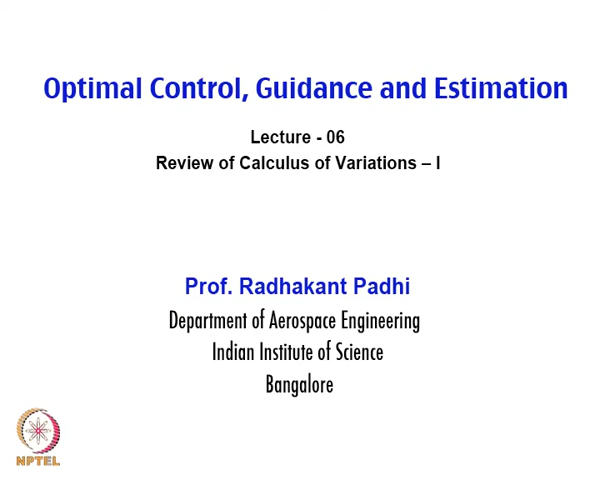 Optimal Control, Guidance and Estimation
Lecture - 06
Review of Calculus of Variations – I
Prof. Radhakant Padhi
Department of Aerospace Engineering
Indian Institute of Science
Bangalore
NPTEL